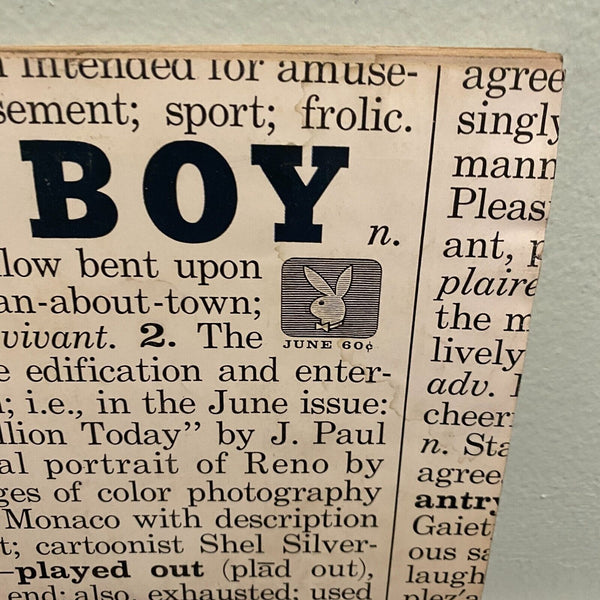 intended for amuse-
sement; sport; frolic.
BOY n.
low bent upon
an-about-town;
vivant. 2. The
JUNE 60¢
edification and enter-
; i.e., in the June issue:
llion Today" by J. Paul
al portrait of Reno by
ges of color photography
Monaco with description
t; cartoonist Shel Silver-
—played out (plād out),
end; also, exhausted; used
agree
singly
mann
Pleas
ant, p
plaire
the m
lively
adv.
cheer
n. Sta
agree
antry
Gaiet
ous sa
laugh
plez'a